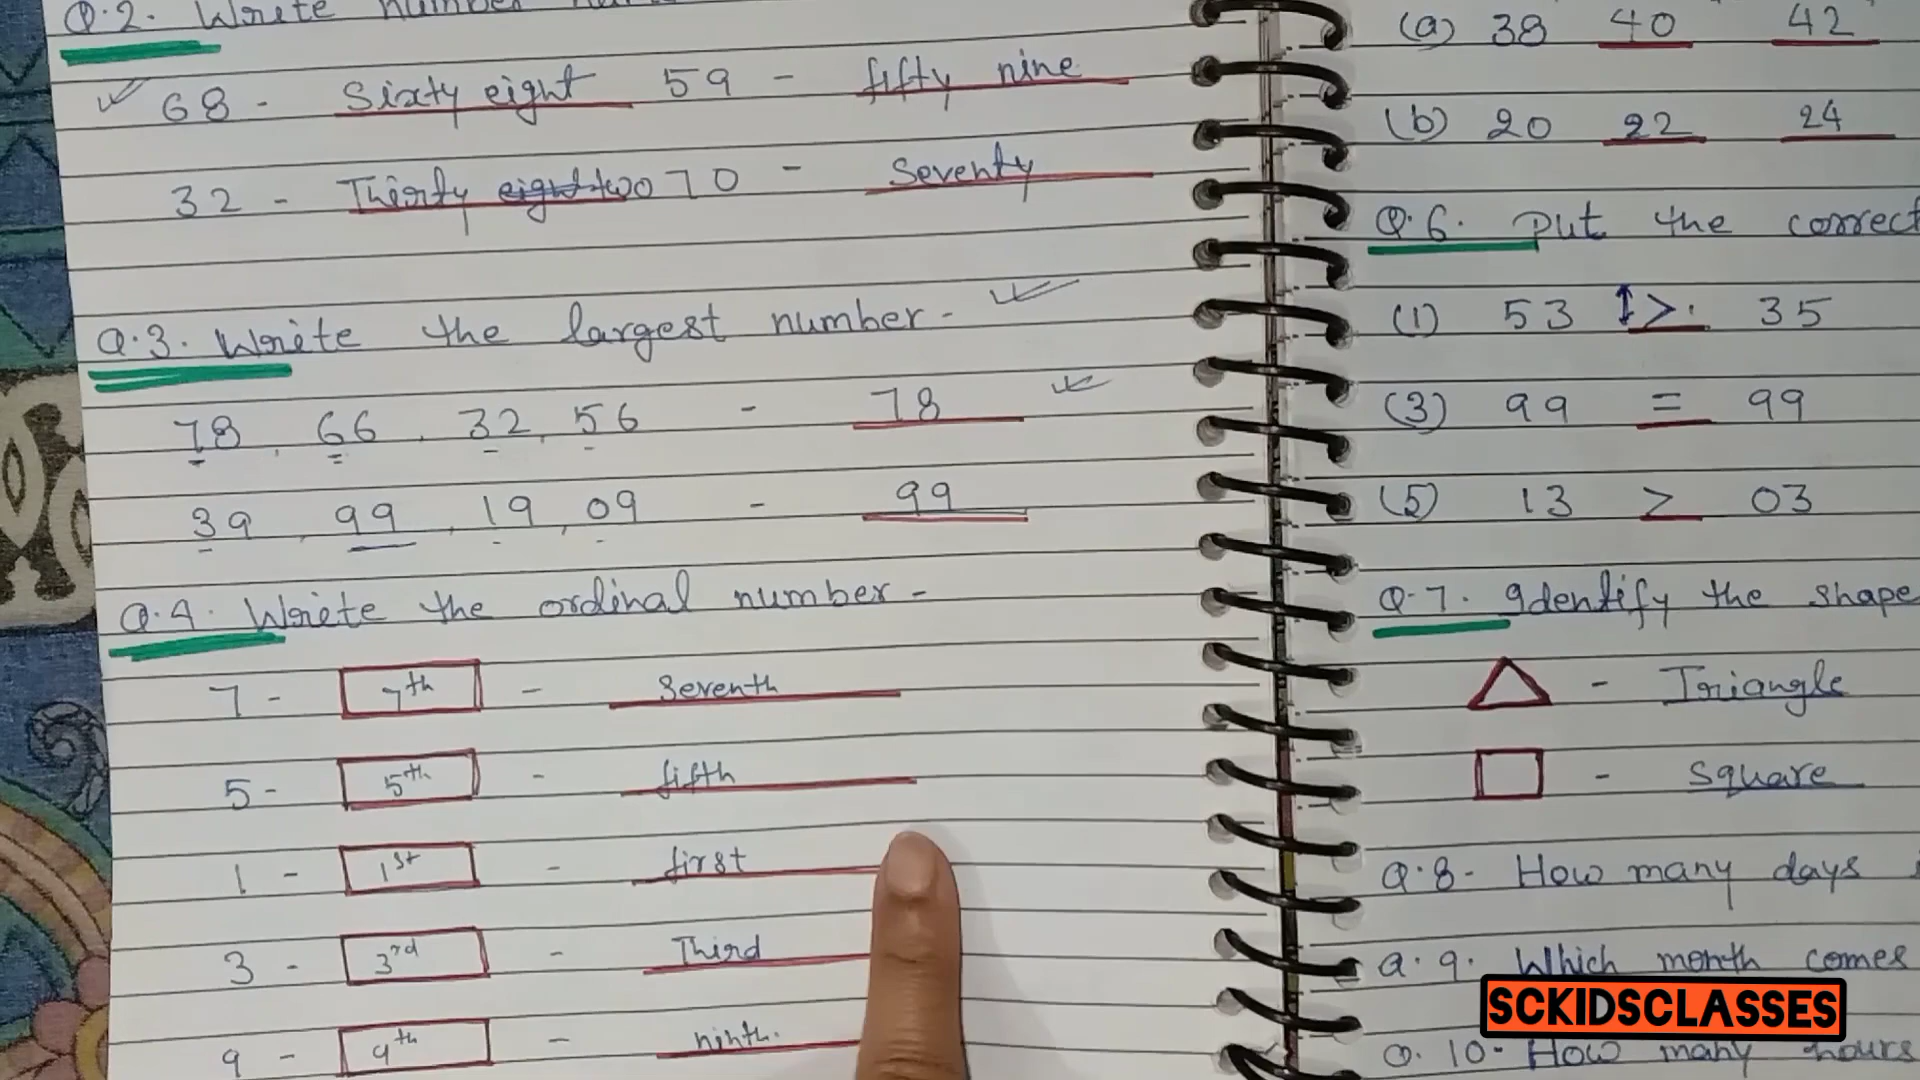 Q.2. Write number
68 - Sixty eight 59 - fifty nine
32 - Thirty eight two 70 - Seventy
Q.3. Write the largest number -
78, 66, 32, 56 - 78
39, 99, 19, 09 - 99
Q.4. Write the ordinal number -
7 - 7th - Seventh
5 - 5th - fifth
1 - 1st - first
3 - 3rd - Third
9 - 9th - ninth.
(a) 38 40 42
(b) 20 22 24
Q.6. Put the correct
(1) 53 > 35
(3) 99 = 99
(5) 13 > 03
Q.7. Identify the shape
- Triangle
- Square
Q.8- How many days
Q.9. Which month comes
Q.10- How many hours
SCKIDSCLASSES